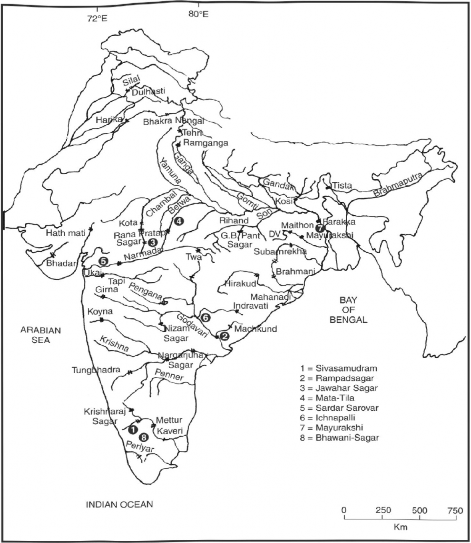 72°E
80°E
Silal
Dulhasti
Harika
Bhakra Nangal
Tehri
Ramganga
Ganga
Yamuna
Gandak
Kosi
Tista
Brahmaputra
Gomti
Son
Chambal
Betwa
Kota
Rana Pratap
Sagar
3
4
Hath mati
Bhadar
5
Ukai
Narmada
Twa
Rihand
G.B. Pant
Sagar
DV
Maithon
Farakka
7
Mayurakshi
Subarnrekha
Brahmani
Hirakud
Mahanadi
Indravati
Tapi
Girna
Pengana
Koyna
Godavari
6
Nizam
Sagar
2
Machkund
BAY
OF
BENGAL
ARABIAN
SEA
Krishna
Narganuna
Sagar
Tungbhadra
Penner
Krishnaraj
Sagar
Mettur
1
Kaveri
8
Periyar
1 = Sivasamudram
2 = Rampadsagar
3 = Jawahar Sagar
4 = Mata-Tila
5 = Sardar Sarovar
6 = Ichnapalli
7 = Mayurakshi
8 = Bhawani-Sagar
INDIAN OCEAN
0 250 500 750
Km